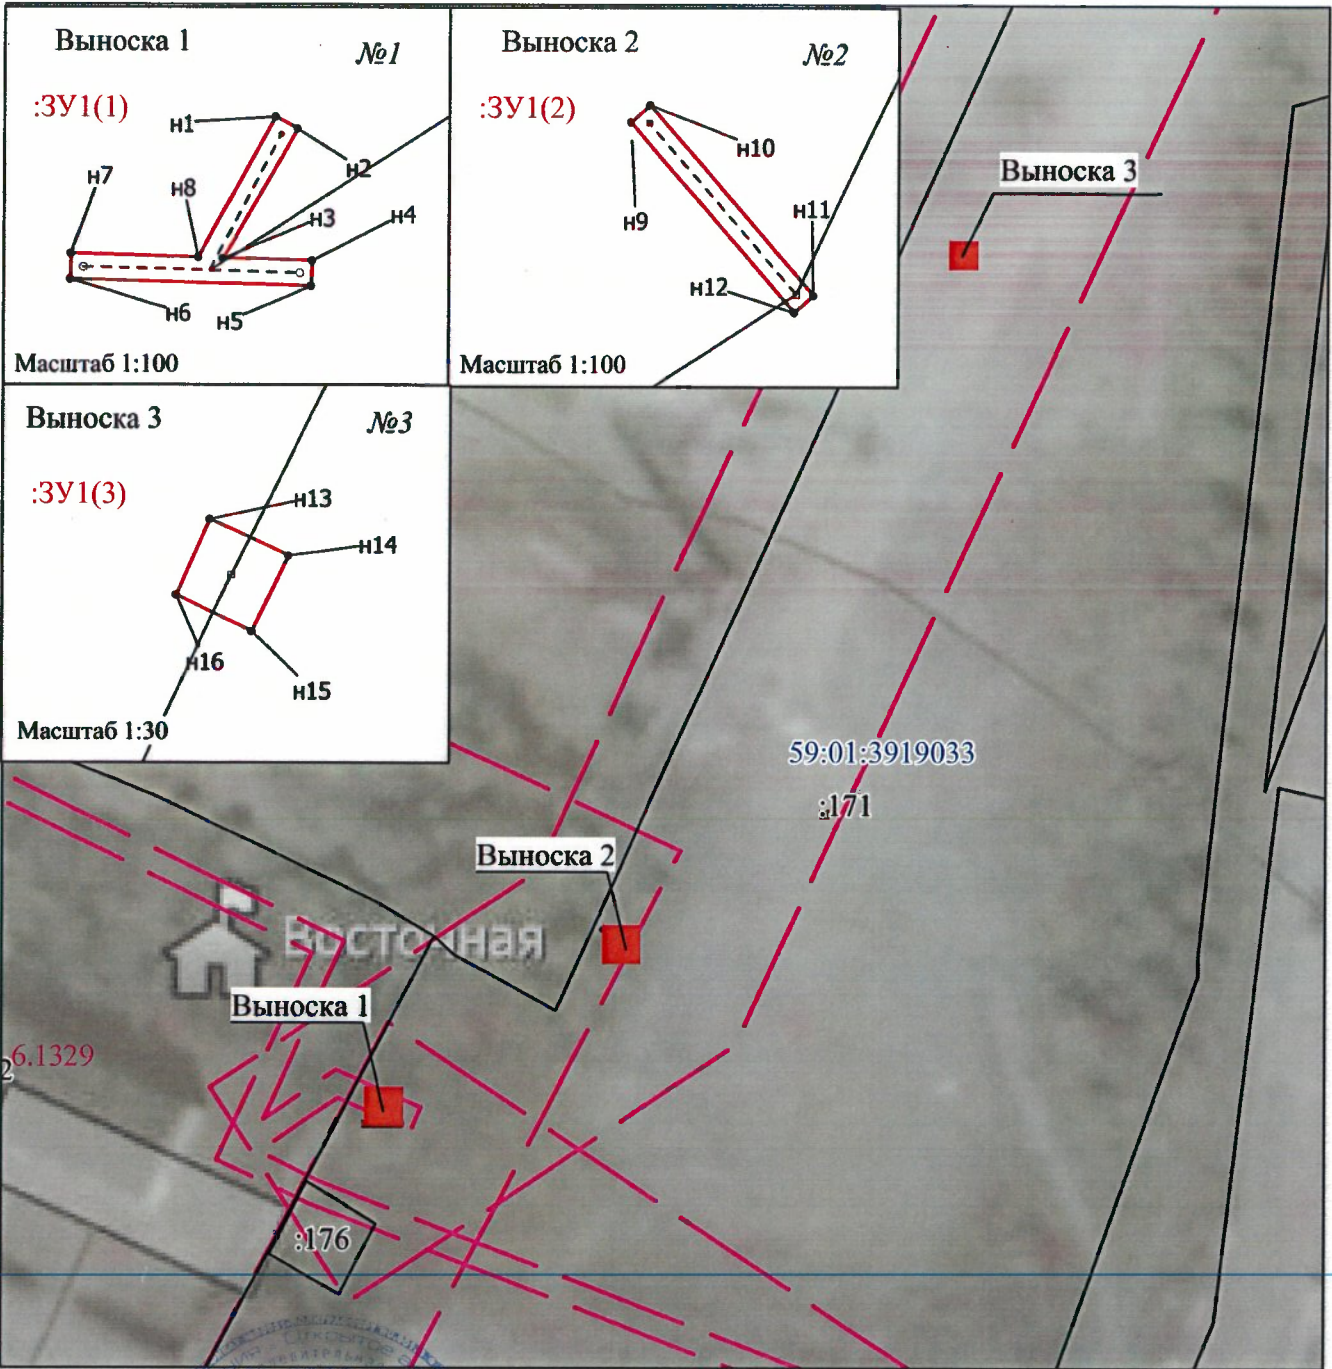 Выноска 1
№1
:ЗУ1(1)
н1
н2
н7
н8
н3
н4
н6
н5
Масштаб 1:100
Выноска 2
№2
:ЗУ1(2)
н10
н9
н11
н12
Масштаб 1:100
Выноска 3
№3
:ЗУ1(3)
н13
н14
н16
н15
Масштаб 1:30
Выноска 3
59:01:3919033
:171
Выноска 2
Восточная
Выноска 1
6.1329
2
:176